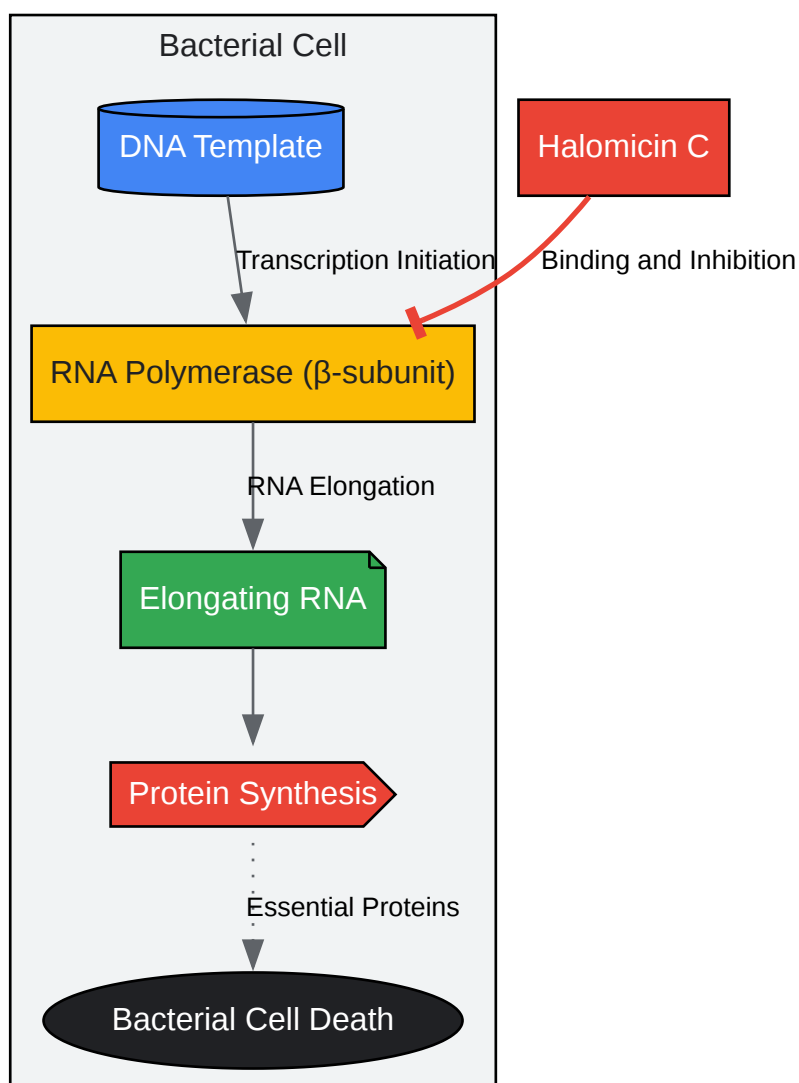 Bacterial Cell
DNA Template
Halomicin C
Transcription Initiation
Binding and Inhibition
RNA Polymerase (β-subunit)
RNA Elongation
Elongating RNA
Protein Synthesis
Essential Proteins
Bacterial Cell Death